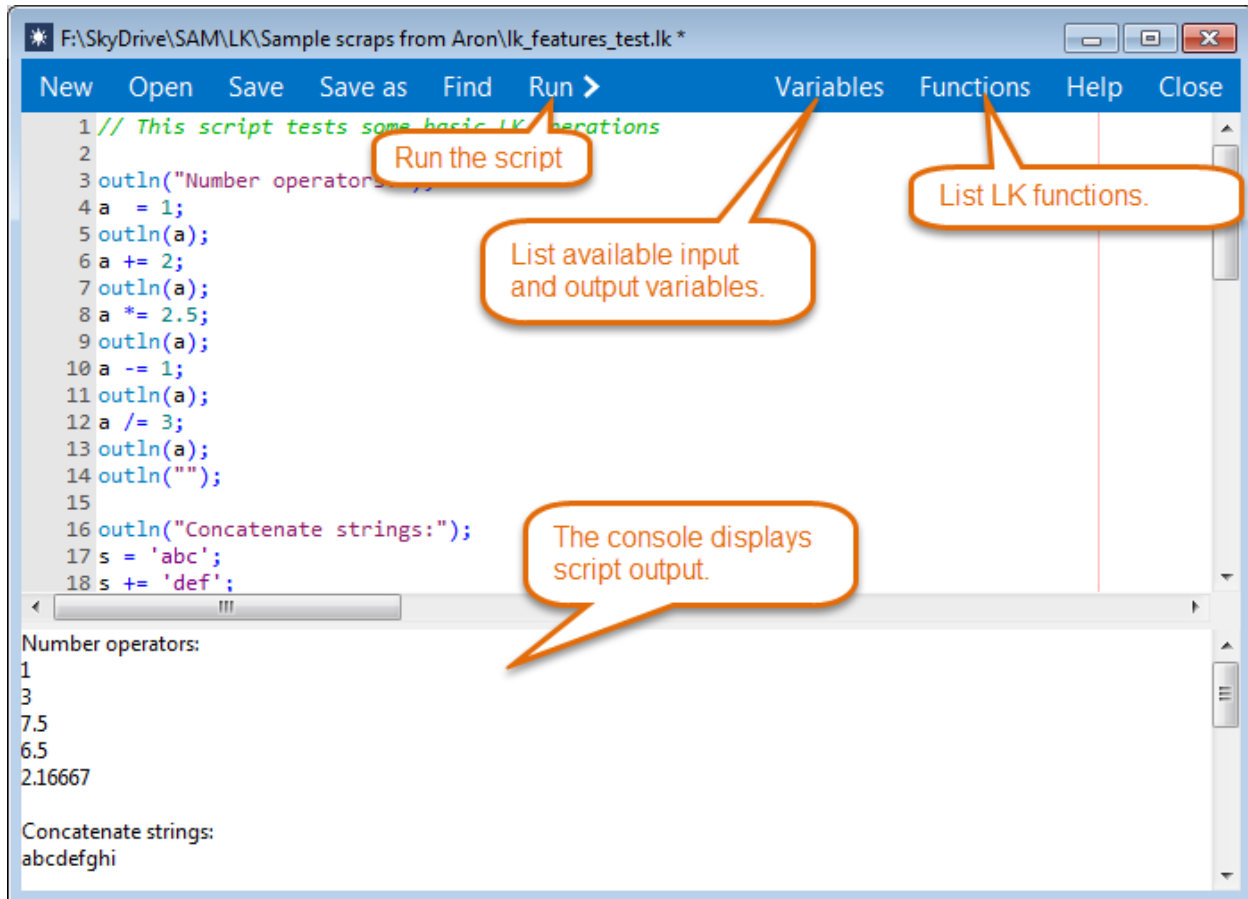 F:\SkyDrive\SAM\LK\Sample scraps from Aron\lk_features_test.lk *
New Open Save Save as Find Run > Variables Functions Help Close
1 // This script tests some basic LK operations
2
3 outln("Number operators:");
4 a  = 1;
5 outln(a);
6 a += 2;
7 outln(a);
8 a *= 2.5;
9 outln(a);
10 a -= 1;
11 outln(a);
12 a /= 3;
13 outln(a);
14 outln("");
15
16 outln("Concatenate strings:");
17 s = 'abc';
18 s += 'def';
Run the script
List available input
and output variables.
List LK functions.
The console displays
script output.
Number operators:
1
3
7.5
6.5
2.16667
Concatenate strings:
abcdefghi